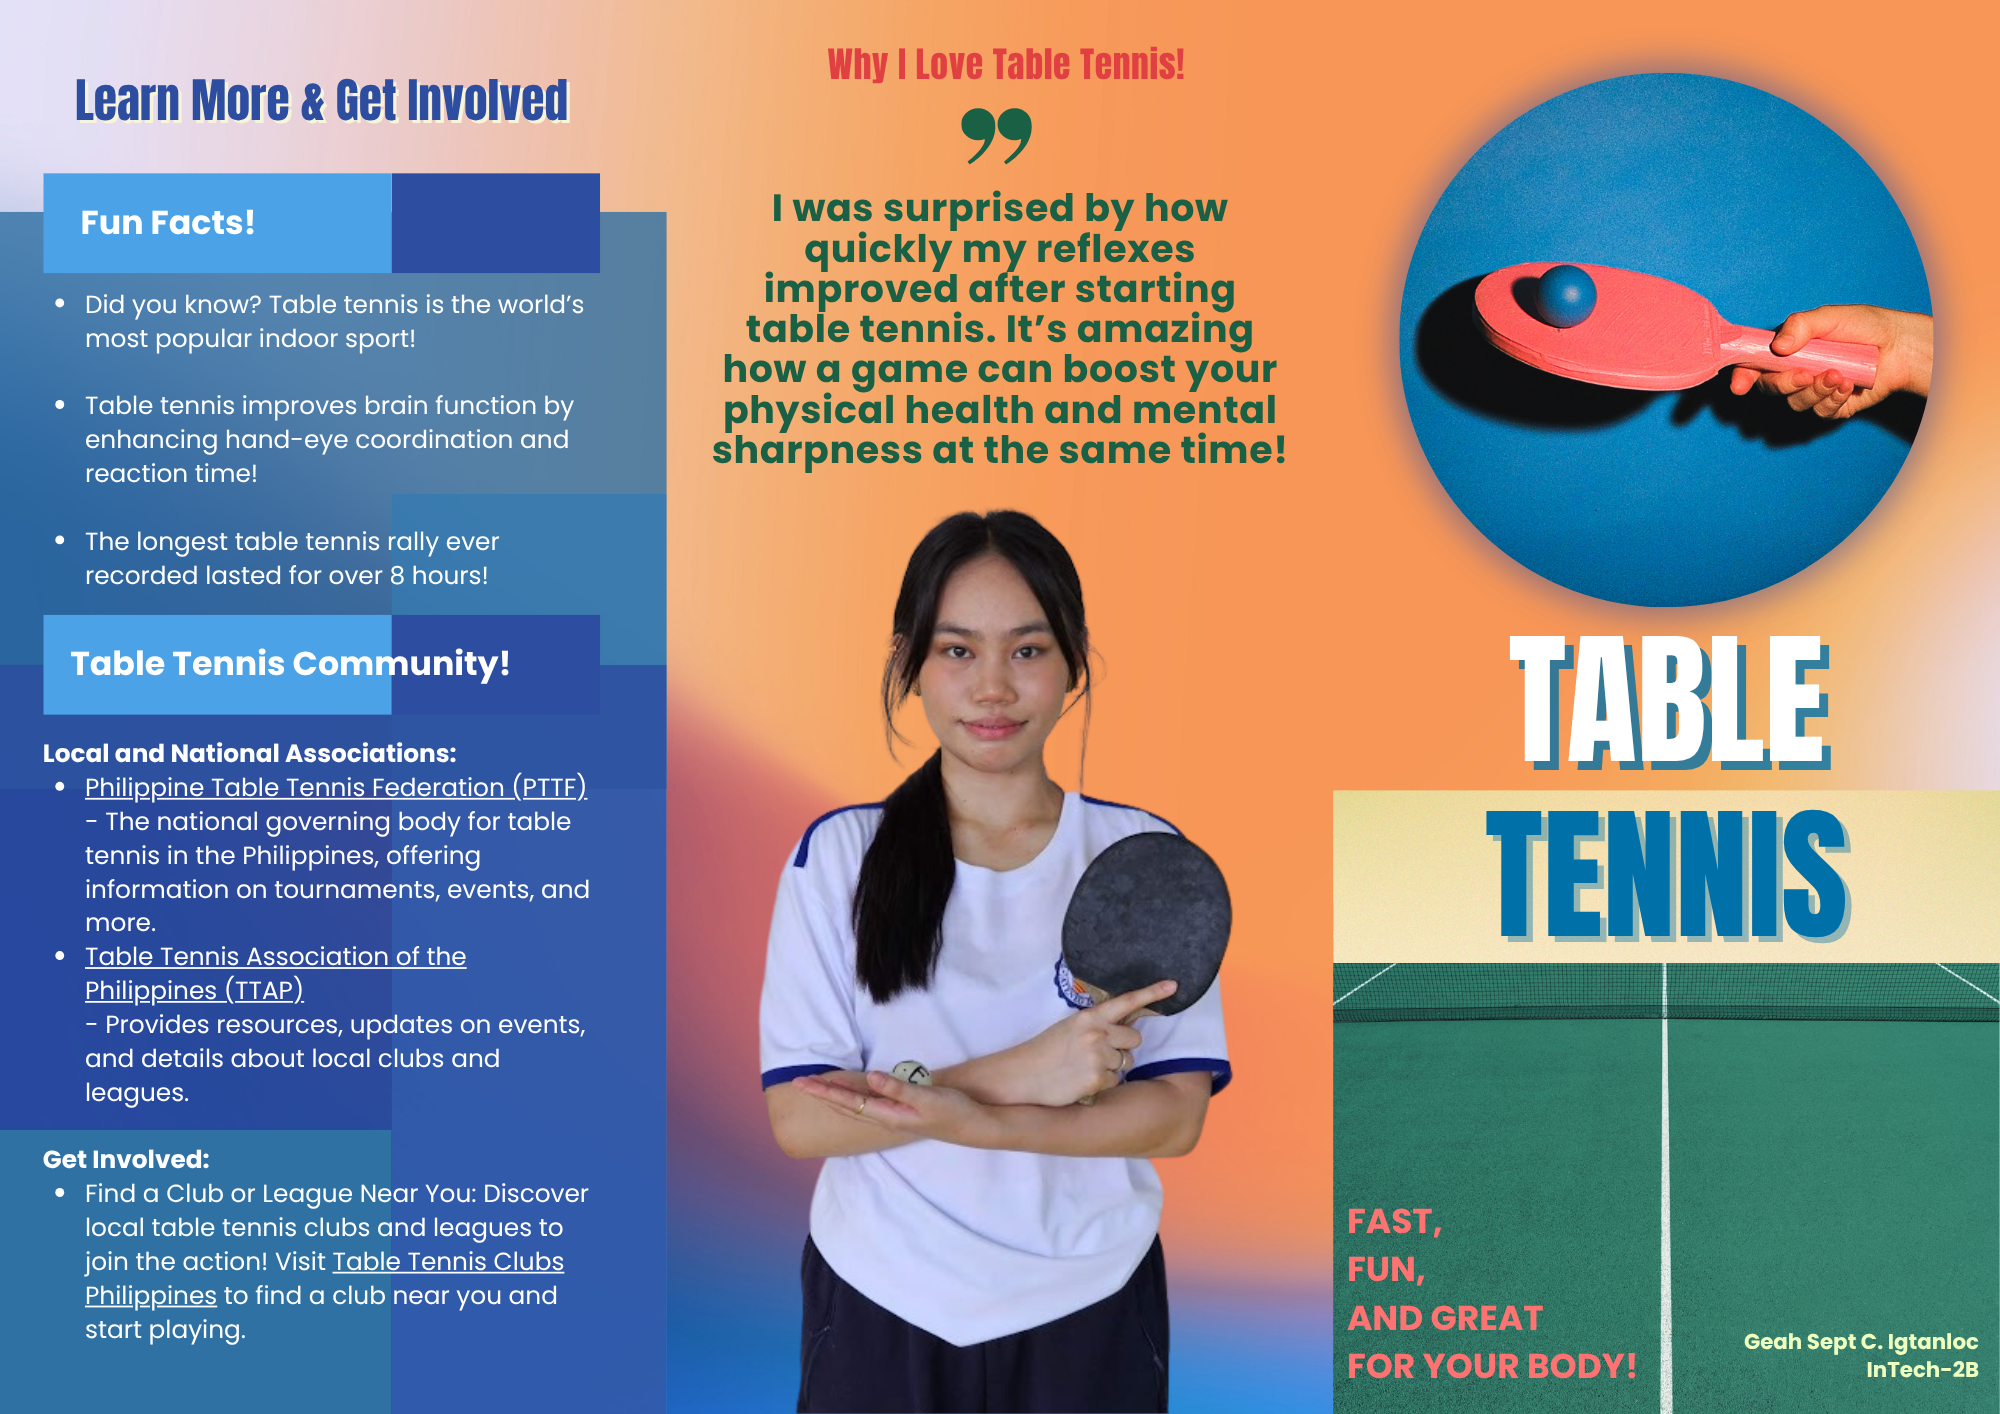 Learn More & Get Involved
Fun Facts!
• Did you know? Table tennis is the world’s
most popular indoor sport!
• Table tennis improves brain function by
enhancing hand-eye coordination and
reaction time!
• The longest table tennis rally ever
recorded lasted for over 8 hours!
Table Tennis Community!
Local and National Associations:
• Philippine Table Tennis Federation (PTTF)
- The national governing body for table
tennis in the Philippines, offering
information on tournaments, events, and
more.
• Table Tennis Association of the
Philippines (TTAP)
- Provides resources, updates on events,
and details about local clubs and
leagues.
Get Involved:
• Find a Club or League Near You: Discover
local table tennis clubs and leagues to
join the action! Visit Table Tennis Clubs
Philippines to find a club near you and
start playing.
Why I Love Table Tennis!
”
I was surprised by how
quickly my reflexes
improved after starting
table tennis. It’s amazing
how a game can boost your
physical health and mental
sharpness at the same time!
TABLE
TENNIS
FAST,
FUN,
AND GREAT
FOR YOUR BODY!
Geah Sept C. Igtanloc
InTech-2B